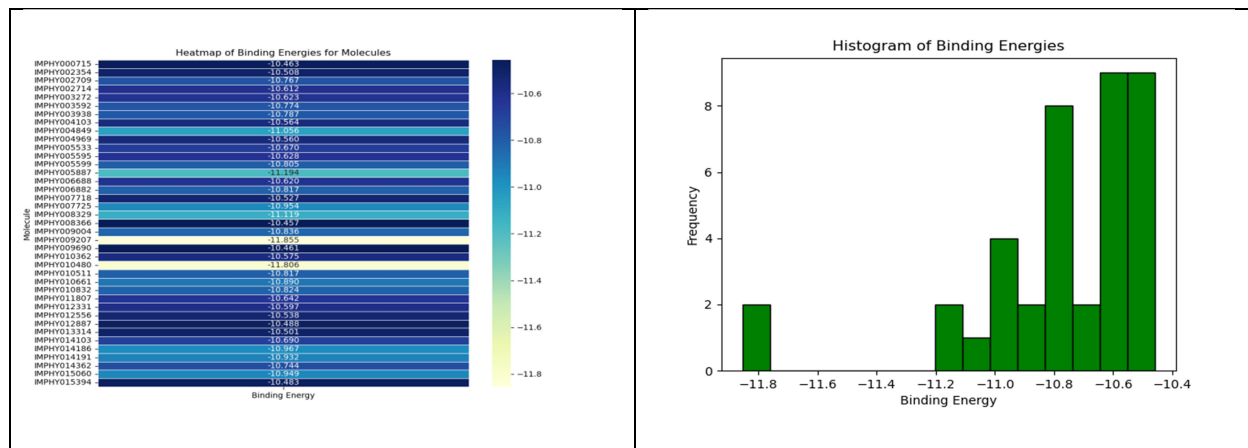 Heatmap of Binding Energies for Molecules
IMPHY000715 -10.463
IMPHY002354 -10.508
IMPHY002709 -10.767
IMPHY002714 -10.612
IMPHY003272 -10.623
IMPHY003592 -10.774
IMPHY003938 -10.787
IMPHY004103 -10.564
IMPHY004849 -11.056
IMPHY004969 -10.560
IMPHY005533 -10.670
IMPHY005595 -10.628
IMPHY005599 -10.805
IMPHY005887 -11.194
IMPHY006688 -10.620
IMPHY006882 -10.817
IMPHY007718 -10.527
IMPHY007725 -10.954
IMPHY008329 -11.119
IMPHY008366 -10.457
IMPHY009004 -10.836
IMPHY009207 -11.855
IMPHY009690 -10.461
IMPHY010362 -10.575
IMPHY010480 -11.806
IMPHY010511 -10.817
IMPHY010661 -10.890
IMPHY010832 -10.824
IMPHY011807 -10.642
IMPHY012331 -10.597
IMPHY012556 -10.538
IMPHY012887 -10.488
IMPHY013314 -10.501
IMPHY014103 -10.690
IMPHY014186 -10.967
IMPHY014191 -10.932
IMPHY014362 -10.744
IMPHY015060 -10.949
IMPHY015394 -10.483
Molecule
Binding Energy
−10.6
−10.8
−11.0
−11.2
−11.4
−11.6
−11.8
Histogram of Binding Energies
Frequency
8
6
4
2
0
−11.8 −11.6 −11.4 −11.2 −11.0 −10.8 −10.6 −10.4
Binding Energy